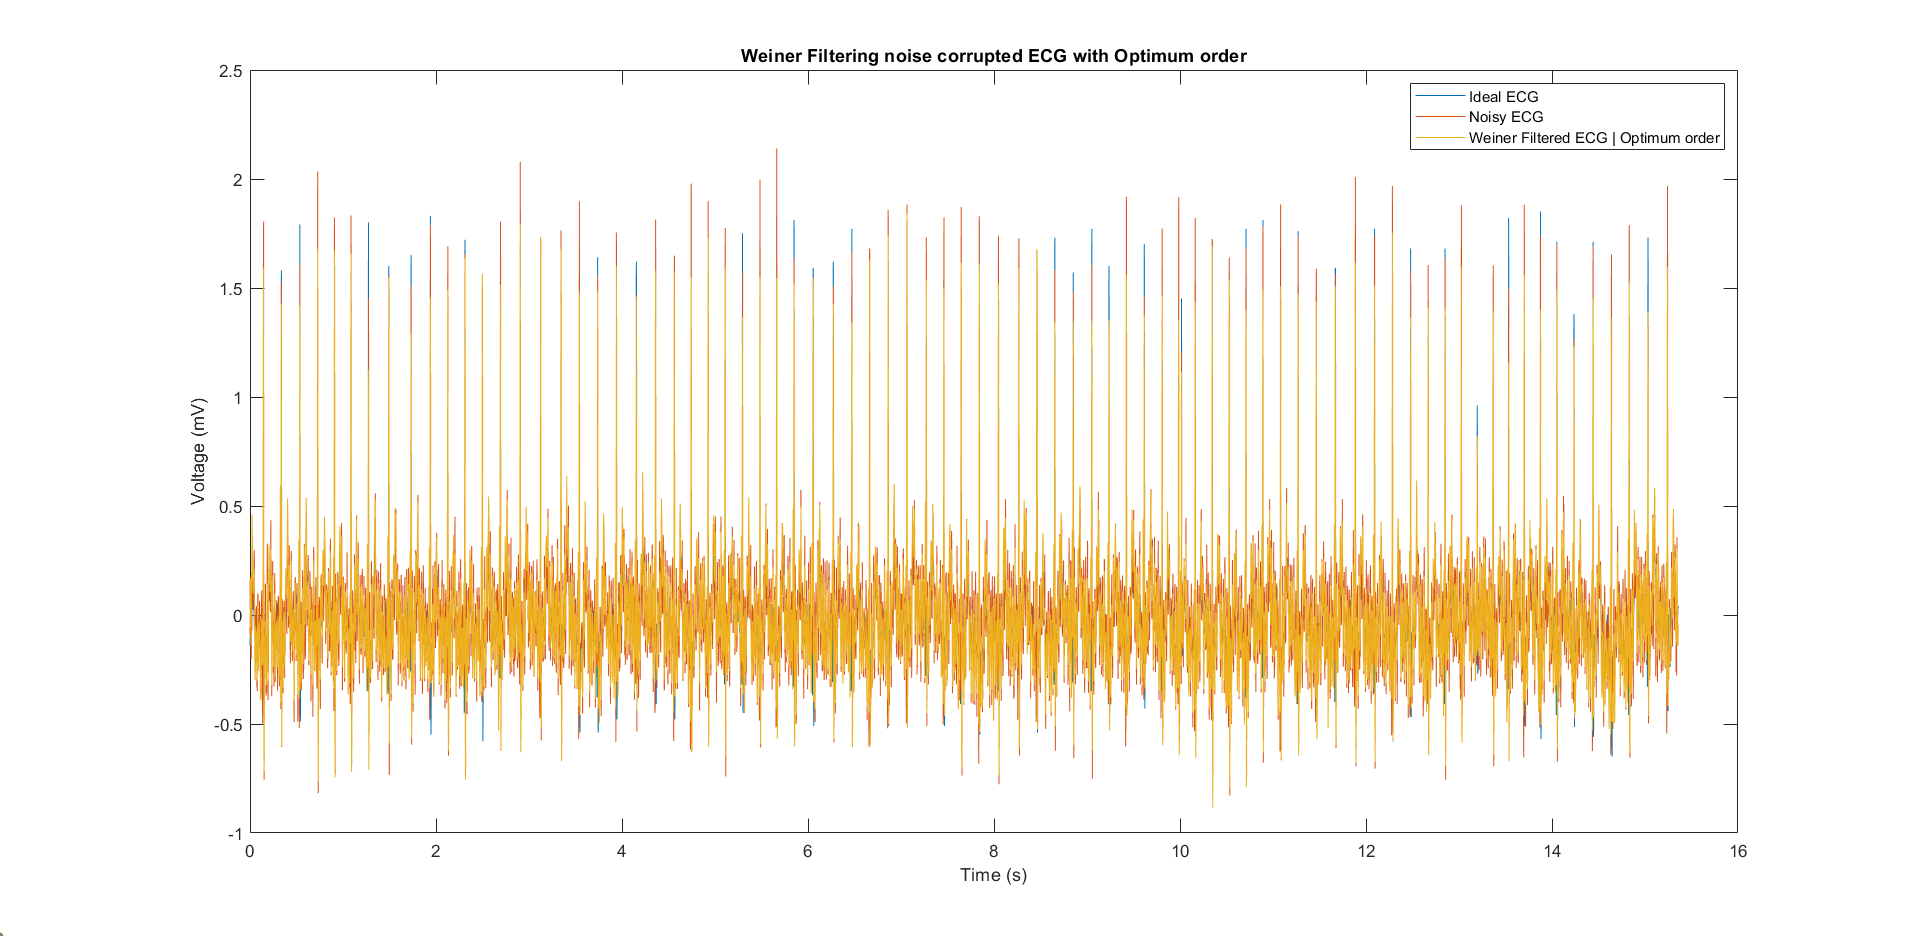 Weiner Filtering noise corrupted ECG with Optimum order
2.5
2
1.5
1
0.5
0
-0.5
-1
Voltage (mV)
Ideal ECG
Noisy ECG
Weiner Filtered ECG | Optimum order
0 2 4 6 8 10 12 14 16
Time (s)